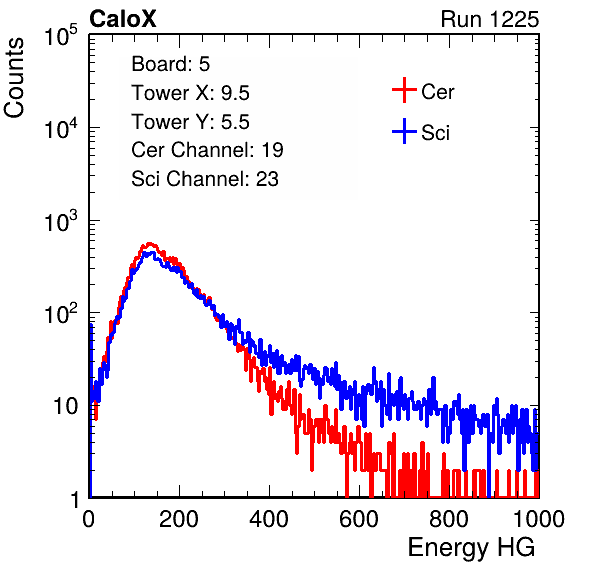 CaloX Run 1225
Board: 5
Tower X: 9.5
Tower Y: 5.5
Cer Channel: 19
Sci Channel: 23
Cer
Sci
Counts
10^5
10^4
10^3
10^2
10
1
0 200 400 600 800 1000
Energy HG